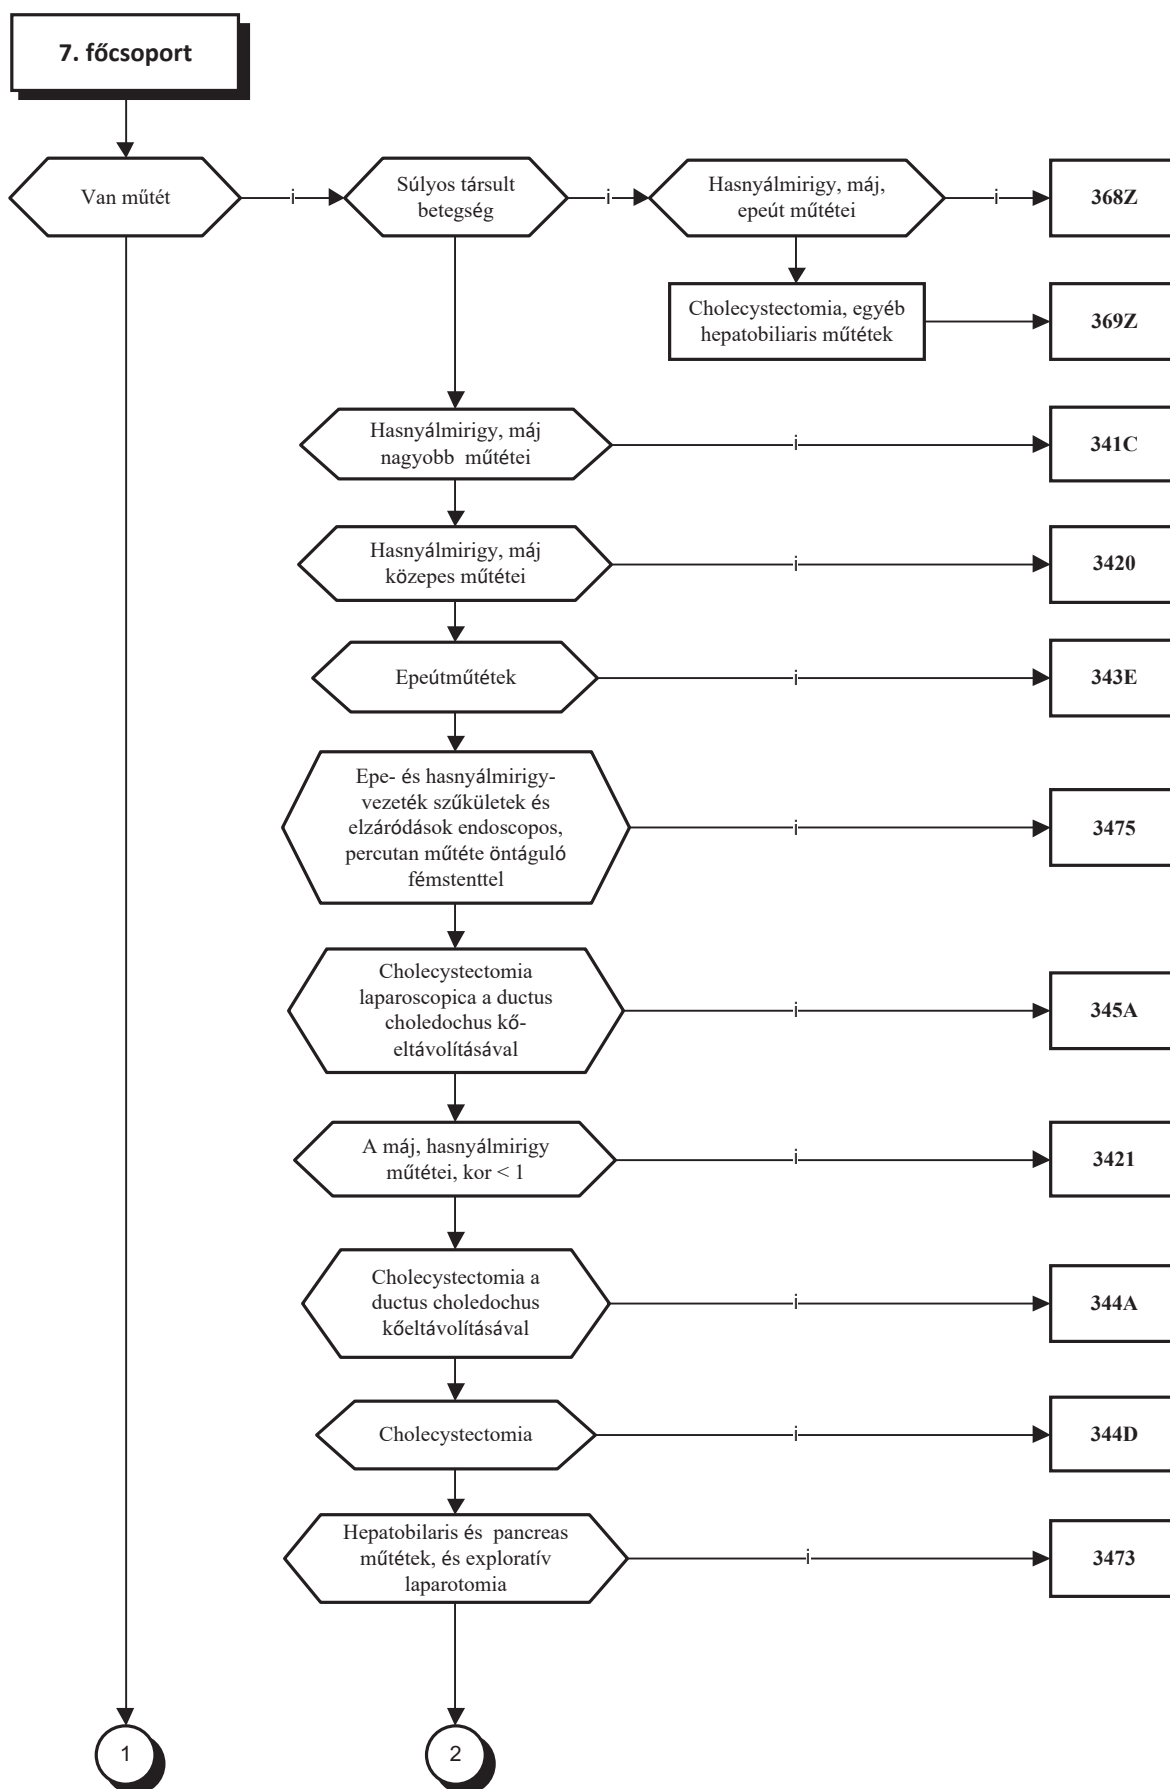 7. főcsoport
Van műtét
i
Súlyos társult
betegség
i
Hasnyálmirigy, máj,
epeút műtétei
i
368Z
Cholecystectomia, egyéb
hepatobiliaris műtétek
369Z
Hasnyálmirigy, máj
nagyobb műtétei
i
341C
Hasnyálmirigy, máj
közepes műtétei
i
3420
Epeútműtétek
i
343E
Epe- és hasnyálmirigy-
vezeték szűkületek és
elzáródások endoscopos,
percutan műtéte öntáguló
fémstenttel
i
3475
Cholecystectomia
laparoscopica a ductus
choledochus kő-
eltávolításával
i
345A
A máj, hasnyálmirigy
műtétei, kor < 1
i
3421
Cholecystectomia a
ductus choledochus
kőeltávolításával
i
344A
Cholecystectomia
i
344D
Hepatobilaris és pancreas
műtétek, és exploratív
laparotomia
i
3473
1
2